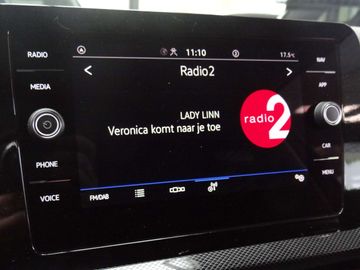 RADIO
MEDIA
PHONE
VOICE
A
11:10
2
17.5°C
Radio2
LADY LINN
Veronica komt naar je toe
radio
2
FM/DAB
NAV
APP
CAR
MENU